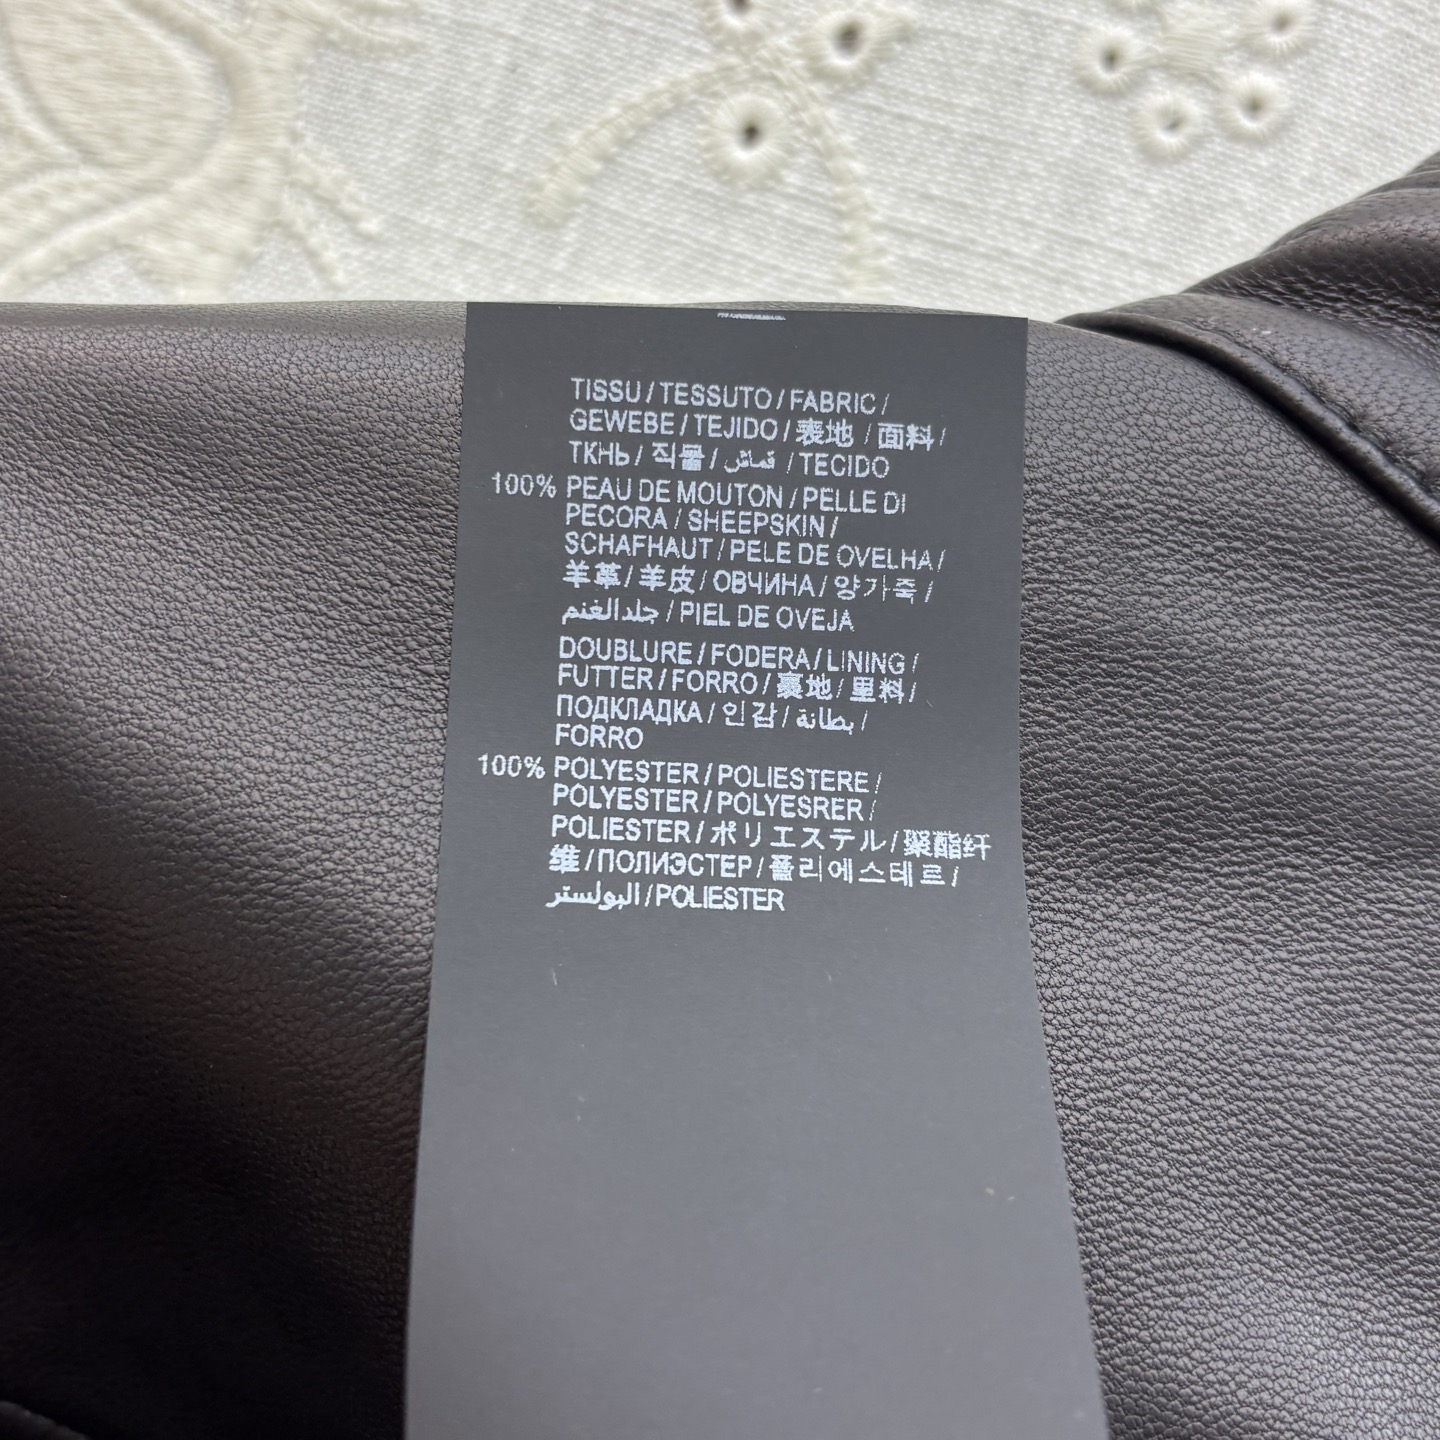 TISSU / TESSUTO / FABRIC /
GEWEBE / TEJIDO / 表地 / 面料 /
ТКНЬ / 직물 / قماش / TECIDO
100% PEAU DE MOUTON / PELLE DI
PECORA / SHEEPSKIN /
SCHAFHAUT / PELE DE OVELHA /
羊革 / 羊皮 / ОВЧИНА / 양가죽 /
جلد الغنم / PIEL DE OVEJA
DOUBLURE / FODERA / LINING /
FUTTER / FORRO / 裏地 / 里料 /
ПОДКЛАДКА / 인감 / بطانة /
FORRO
100% POLYESTER / POLIESTERE /
POLYESTER / POLYESRER /
POLIESTER / ポリエステル / 聚酯纤
维 / ПОЛИЭСТЕР / 폴리에스테르 /
البولستر / POLIESTER